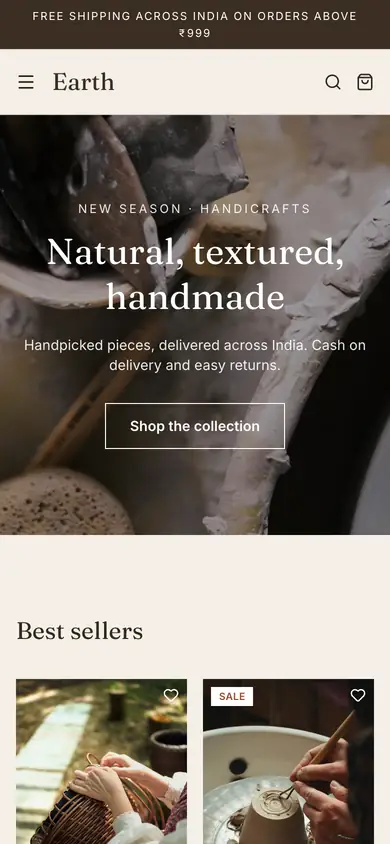 FREE SHIPPING ACROSS INDIA ON ORDERS ABOVE
₹999
Earth
NEW SEASON · HANDICRAFTS
Natural, textured,
handmade
Handpicked pieces, delivered across India. Cash on
delivery and easy returns.
Shop the collection
Best sellers
SALE